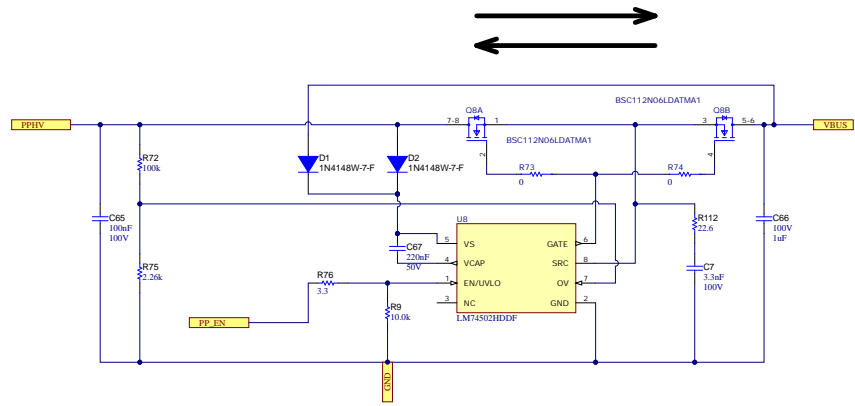 BSC112N06LDATMA1
Q8A
Q8B
PPHV
7-8
1
3
5-6
VBUS
BSC112N06LDATMA1
2
4
R72
100k
D1
1N4148W-7-F
D2
1N4148W-7-F
R73
0
R74
0
C65
100nF
100V
U8
R112
22.6
C66
100V
1uF
C67
220nF
50V
5
VS
GATE
6
4
VCAP
SRC
8
1
EN/UVLO
OV
7
3
NC
GND
2
LM74502HDDF
C7
3.3nF
100V
R75
2.26k
R76
3.3
R9
10.0k
PP_EN
GND